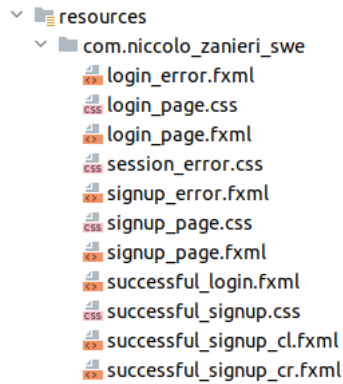 resources
com.niccolo_zanieri_swe
login_error.fxml
login_page.css
login_page.fxml
session_error.css
signup_error.fxml
signup_page.css
signup_page.fxml
successful_login.fxml
successful_signup.css
successful_signup_cl.fxml
successful_signup_cr.fxml